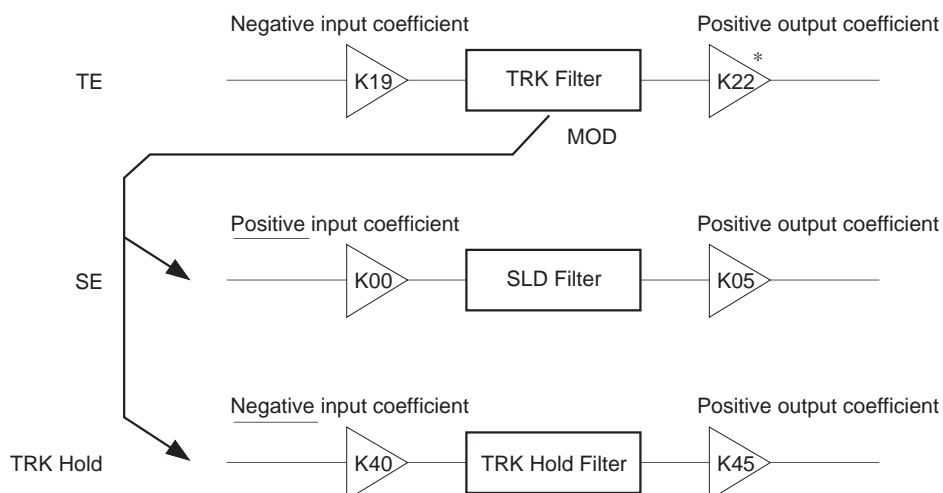 Negative input coefficient
Positive output coefficient
TE
K19
TRK Filter
K22
*
MOD
Positive input coefficient
Positive output coefficient
SE
K00
SLD Filter
K05
Negative input coefficient
Positive output coefficient
TRK Hold
K40
TRK Hold Filter
K45